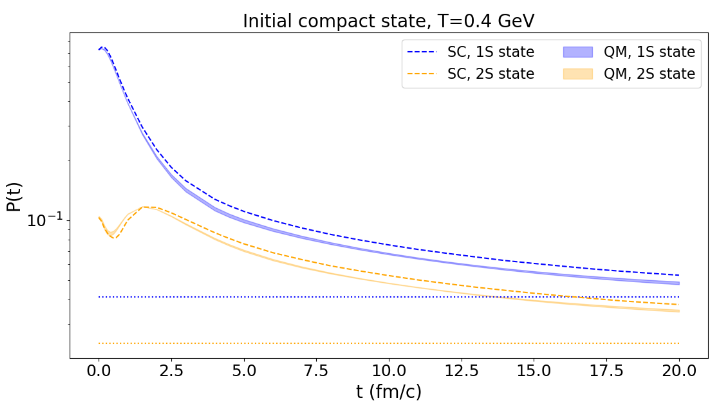 Initial compact state, T=0.4 GeV
SC, 1S state
SC, 2S state
QM, 1S state
QM, 2S state
P(t)
10⁻¹
0.0 2.5 5.0 7.5 10.0 12.5 15.0 17.5 20.0
t (fm/c)